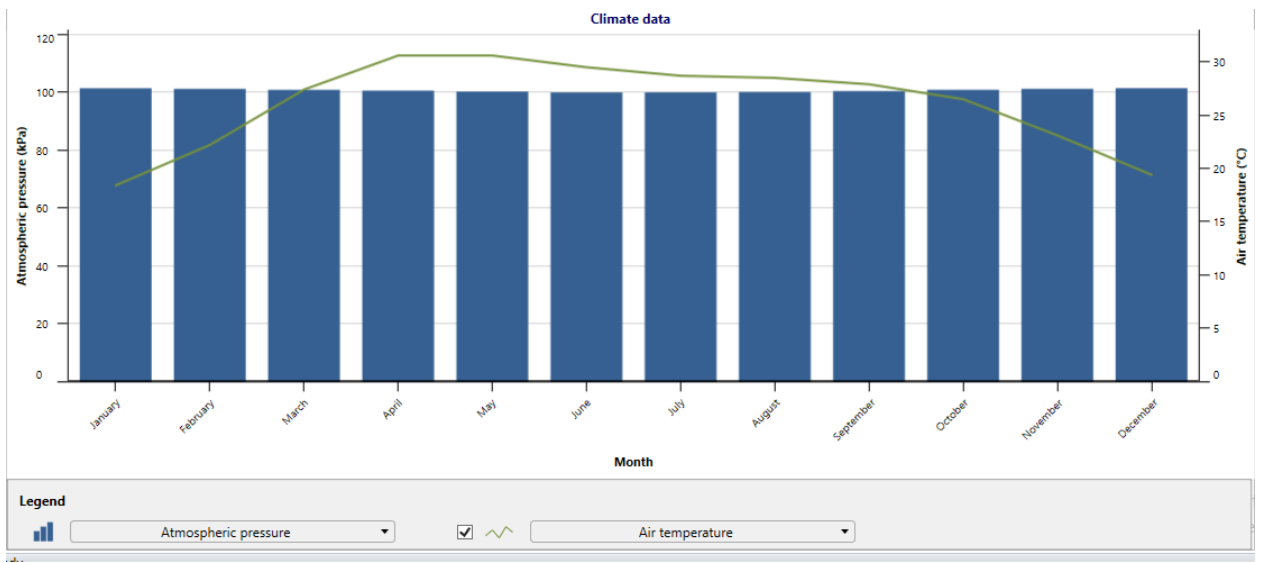 Climate data
120
100
80
60
40
20
0
Atmospheric pressure (kPa)
30
25
20
15
10
5
0
Air temperature (°C)
January
February
March
April
May
June
July
August
September
October
November
December
Month
Legend
Atmospheric pressure
Air temperature